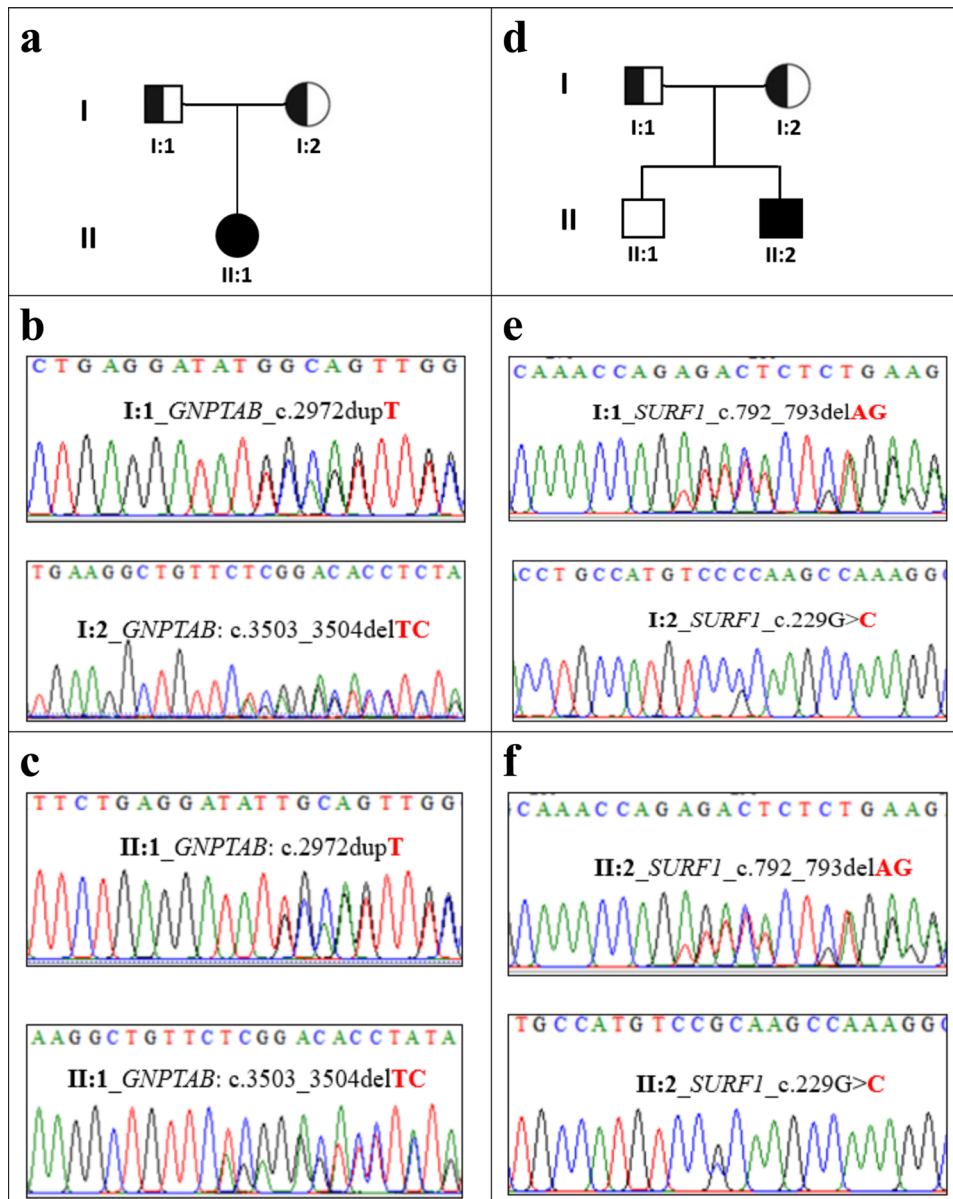 a
I
I:1
I:2
II
II:1
d
I
I:1
I:2
II
II:1
II:2
b
CTGAGGATATGGCAGTTGG
I:1_GNPTAB_c.2972dupT
TGAAGGCTGTTCTCGGACACCTCTA
I:2_GNPTAB: c.3503_3504delTC
e
CAAACCAGAGACTCTCTGAAG
I:1_SURF1_c.792_793delAG
ACCTGCCATGTCCCCAAGCCAAAGGC
I:2_SURF1_c.229G>C
c
TTCTGAGGATATTGCAGTTGG
II:1_GNPTAB: c.2972dupT
AAGGCTGTTCTCGGACACCTATA
II:1_GNPTAB: c.3503_3504delTC
f
CAAACCAGAGACTCTCTGAAG
II:2_SURF1_c.792_793delAG
TGCCATGTCCGCAAGCCAAAGGC
II:2_SURF1_c.229G>C